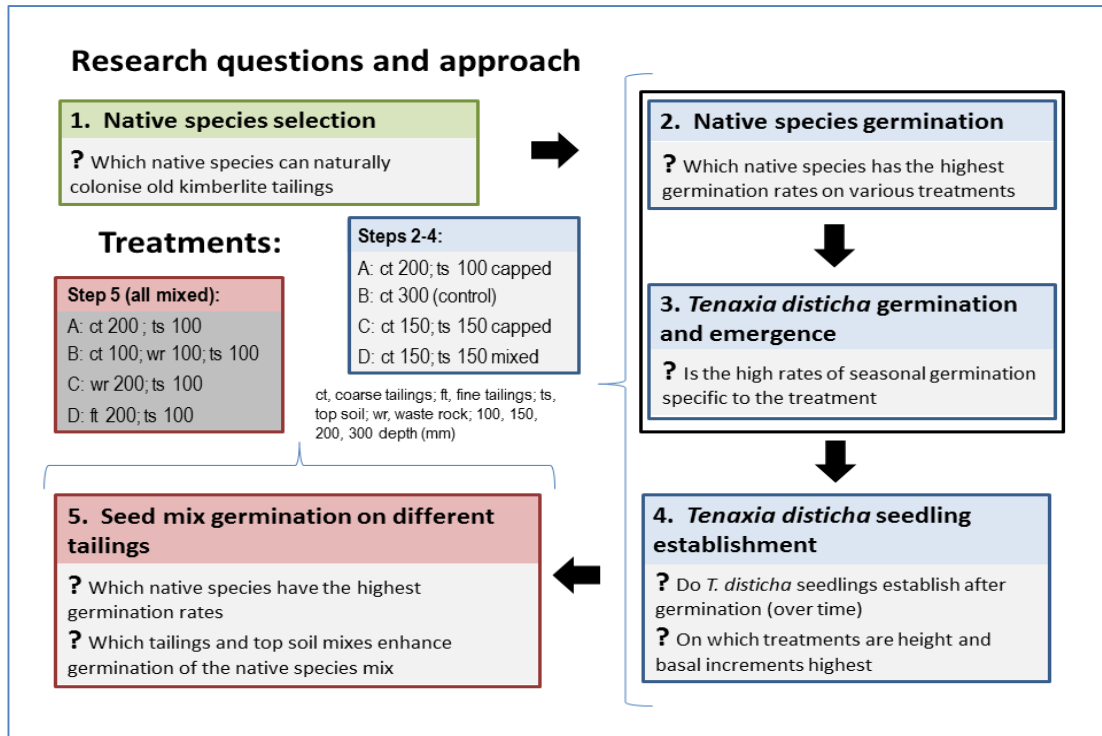 Research questions and approach
1. Native species selection
? Which native species can naturally
colonise old kimberlite tailings
2. Native species germination
? Which native species has the highest
germination rates on various treatments
Treatments:
Steps 2-4:
A: ct 200; ts 100 capped
B: ct 300 (control)
C: ct 150; ts 150 capped
D: ct 150; ts 150 mixed
Step 5 (all mixed):
A: ct 200 ; ts 100
B: ct 100; wr 100; ts 100
C: wr 200; ts 100
D: ft 200; ts 100
ct, coarse tailings; ft, fine tailings; ts,
top soil; wr, waste rock; 100, 150,
200, 300 depth (mm)
3. Tenaxia disticha germination
and emergence
? Is the high rates of seasonal germination
specific to the treatment
4. Tenaxia disticha seedling
establishment
? Do T. disticha seedlings establish after
germination (over time)
? On which treatments are height and
basal increments highest
5. Seed mix germination on different
tailings
? Which native species have the highest
germination rates
? Which tailings and top soil mixes enhance
germination of the native species mix